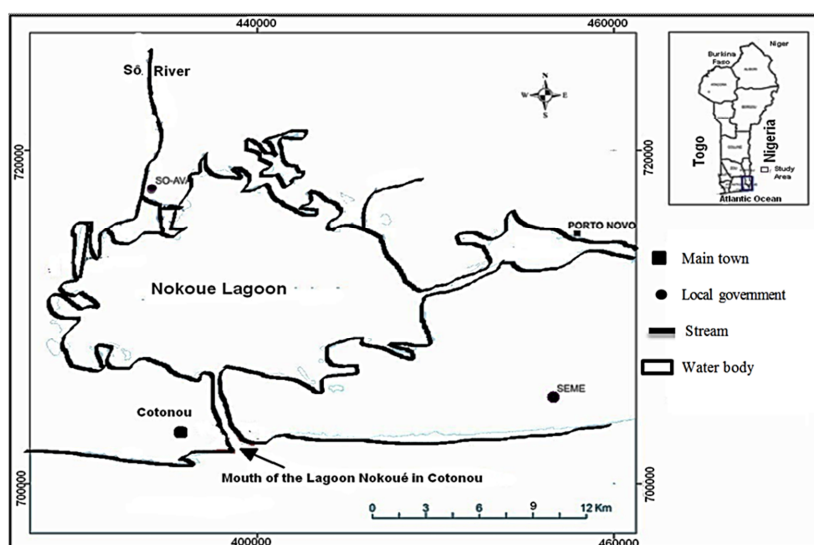 440000
460000
Sô River
N
W E
S
720000
720000
SO-AVA
PORTO NOVO
Nokoue Lagoon
SEME
Cotonou
Mouth of the Lagoon Nokoué in Cotonou
700000
700000
0 3 6 9 12 Km
400000
460000
Niger
Burkina
Faso
Togo
Nigeria
Study
Area
Atlantic Ocean
Main town
Local government
Stream
Water body